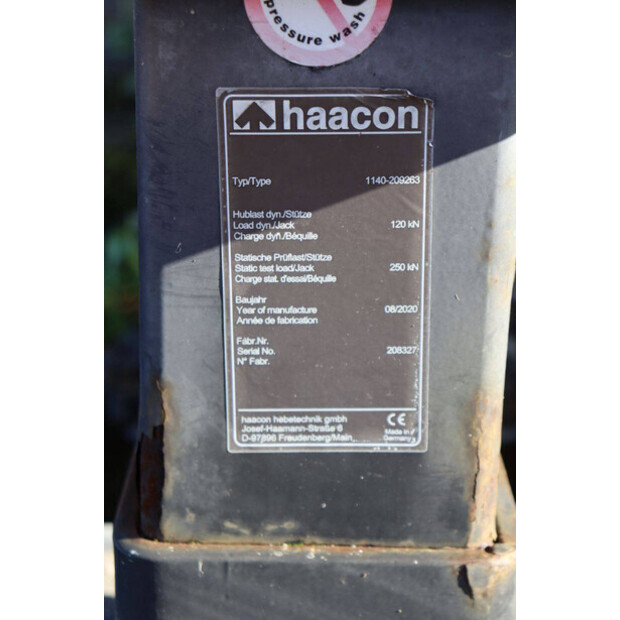 pressure wash
haacon
Typ/Type 1140-209263
Hublast dyn./Stütze
Load dyn./Jack 120 kN
Charge dyn./Béquille
Statische Prüflast/Stütze
Static test load/Jack 250 kN
Charge stat. d'essai/Béquille
Baujahr
Year of manufacture 08/2020
Année de fabrication
Fabr.Nr.
Serial No. 208327
N° Fabr.
haacon hebetechnik gmbh CE
Josef-Haamann-Straße 6 Made in
D-97896 Freudenberg/Main Germany